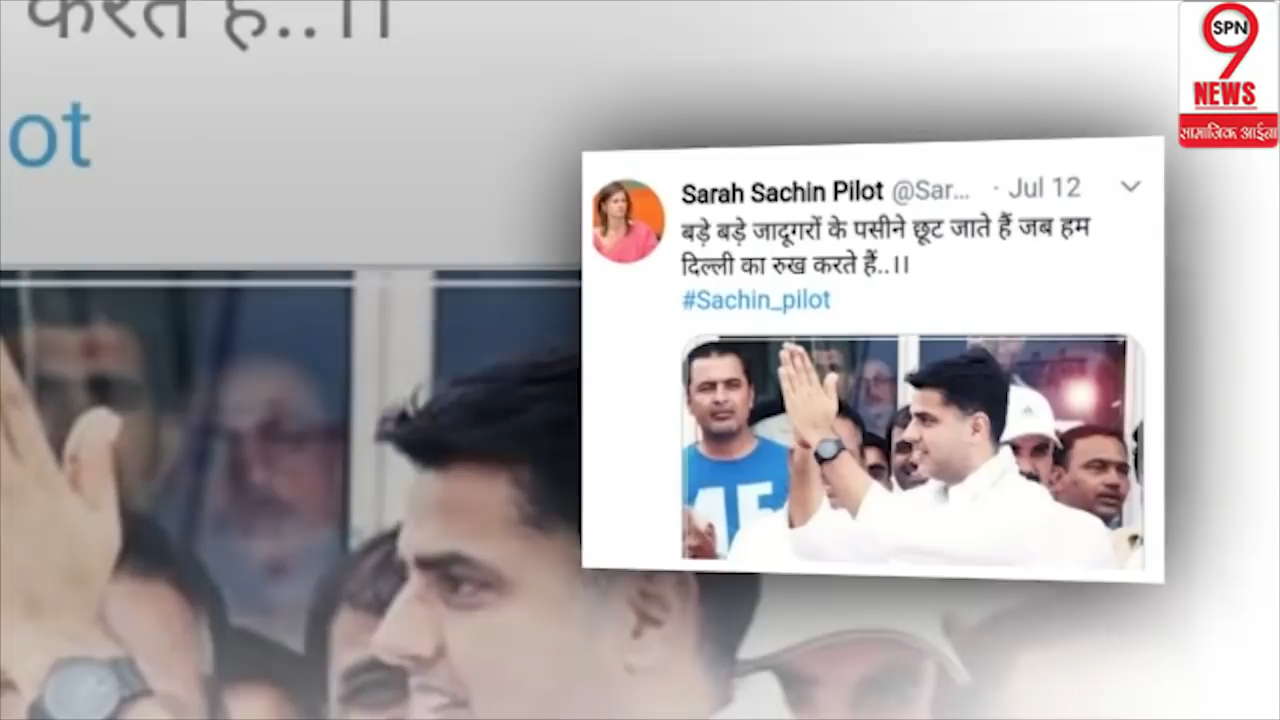 करते हैं..।।
ot
SPN
9
NEWS
सामाजिक आईना
Sarah Sachin Pilot @Sar... · Jul 12
बड़े बड़े जादूगरों के पसीने छूट जाते हैं जब हम
दिल्ली का रुख करते हैं..।।
#Sachin_pilot